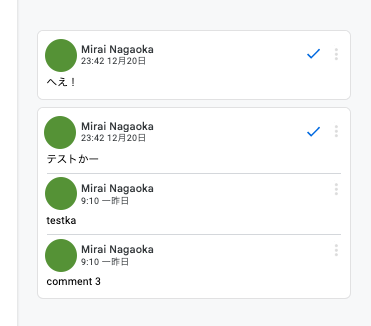 Mirai Nagaoka
23:42 12月20日
へえ！
Mirai Nagaoka
23:42 12月20日
テストかー
Mirai Nagaoka
9:10 一昨日
testka
Mirai Nagaoka
9:10 一昨日
comment 3